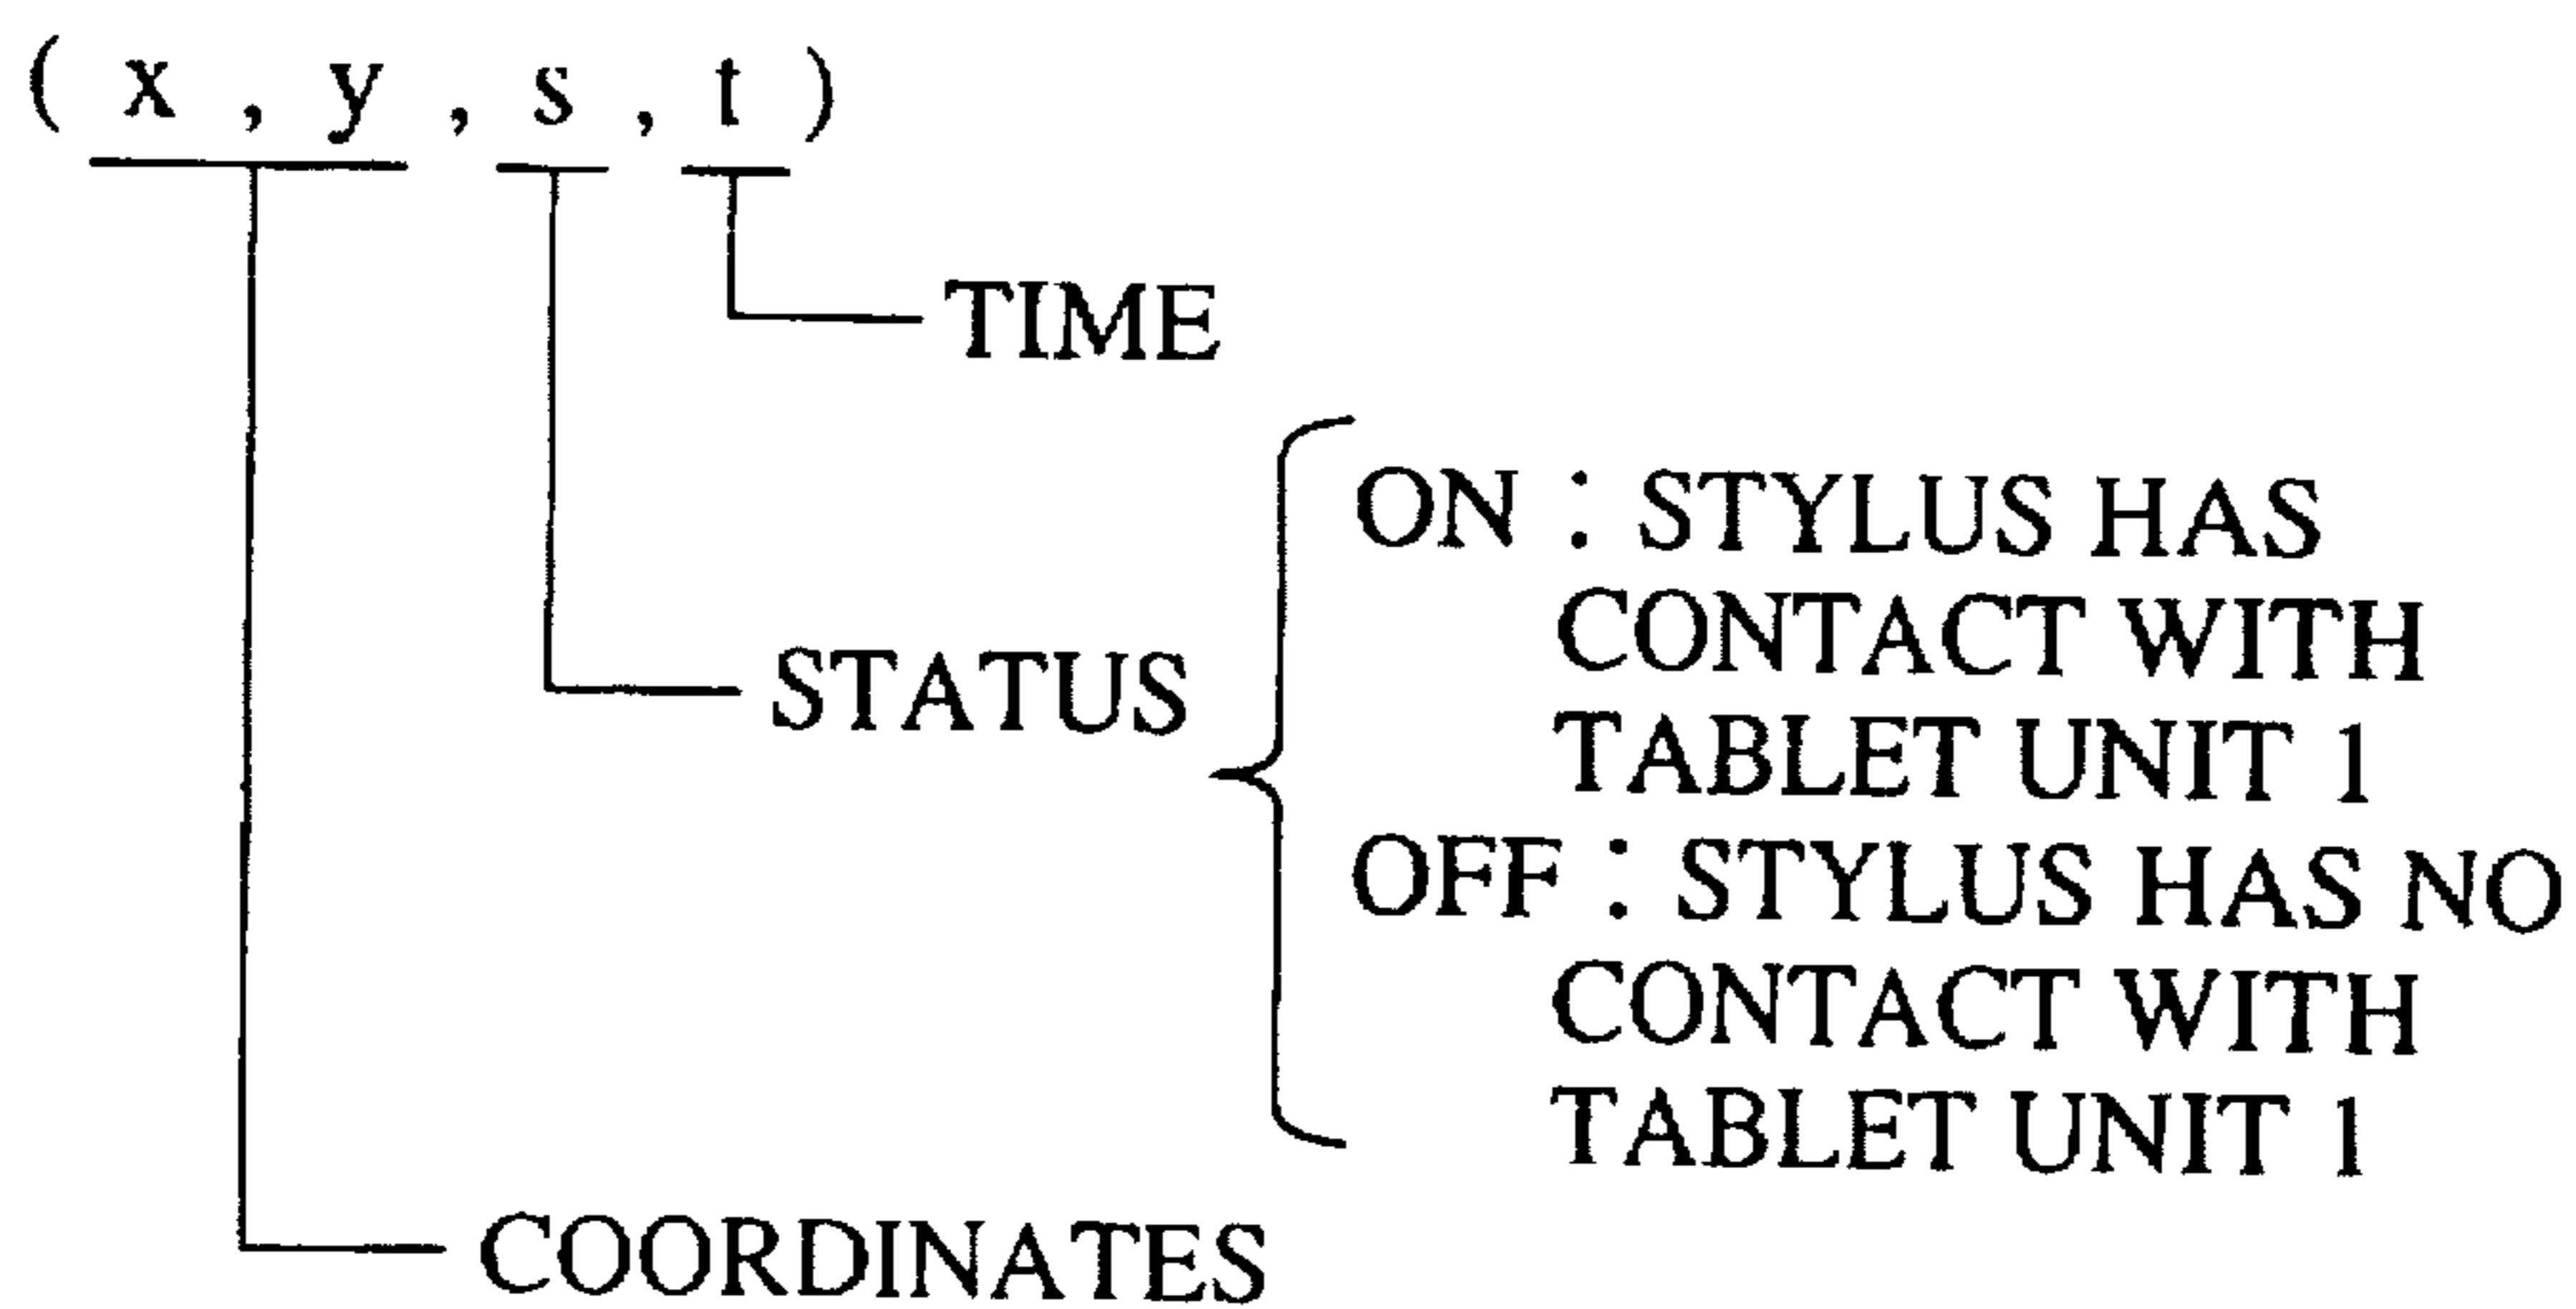 ( x , y , s , t )
TIME
ON : STYLUS HAS
CONTACT WITH
TABLET UNIT 1
STATUS
OFF : STYLUS HAS NO
CONTACT WITH
TABLET UNIT 1
COORDINATES